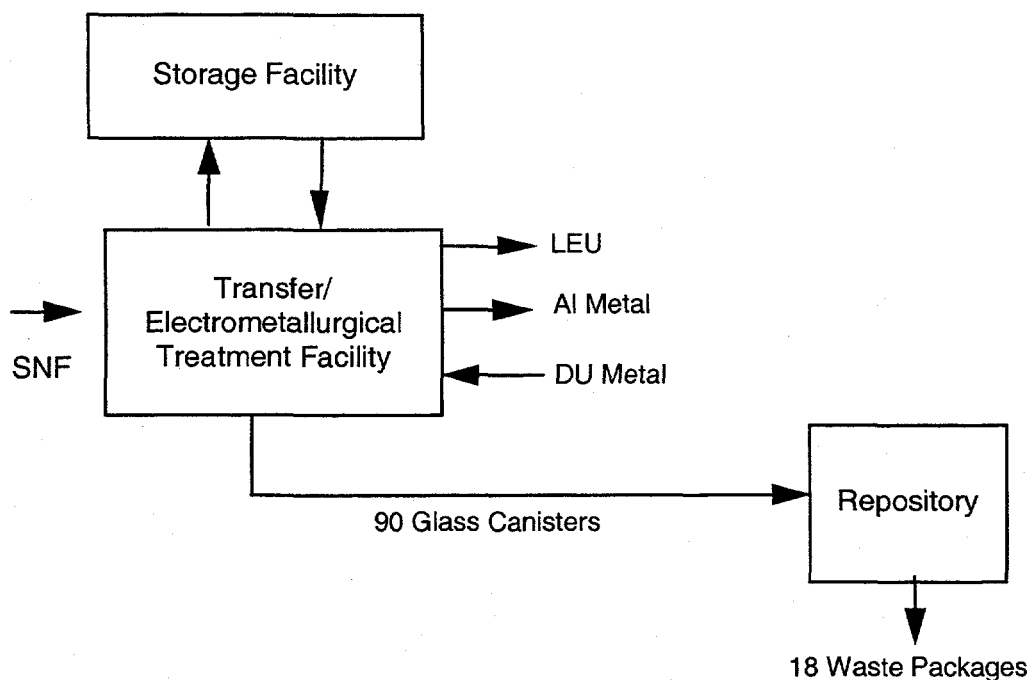 Storage Facility
Transfer/
Electrometallurgical
Treatment Facility
SNF
LEU
Al Metal
DU Metal
90 Glass Canisters
Repository
18 Waste Packages